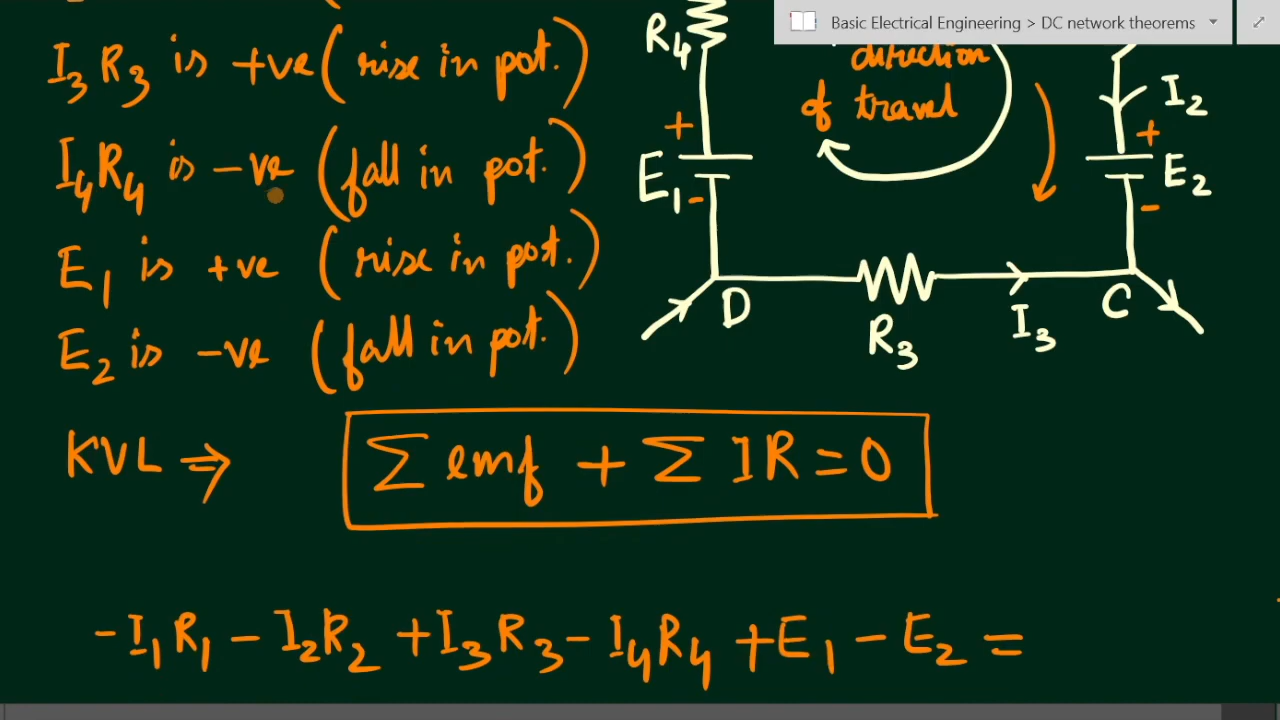 Basic Electrical Engineering > DC network theorems
I₃R₃ is +ve (rise in pot.)
R₄
direction
of travel
I₂
+
+
I₄R₄ is -ve (fall in pot.)
E₁
E₂
-
-
E₁ is +ve (rise in pot.)
D
R₃
I₃
C
E₂ is -ve (fall in pot.)
KVL ⇒ ∑ emf + ∑ IR = 0
-I₁R₁ - I₂R₂ + I₃R₃ - I₄R₄ + E₁ - E₂ =